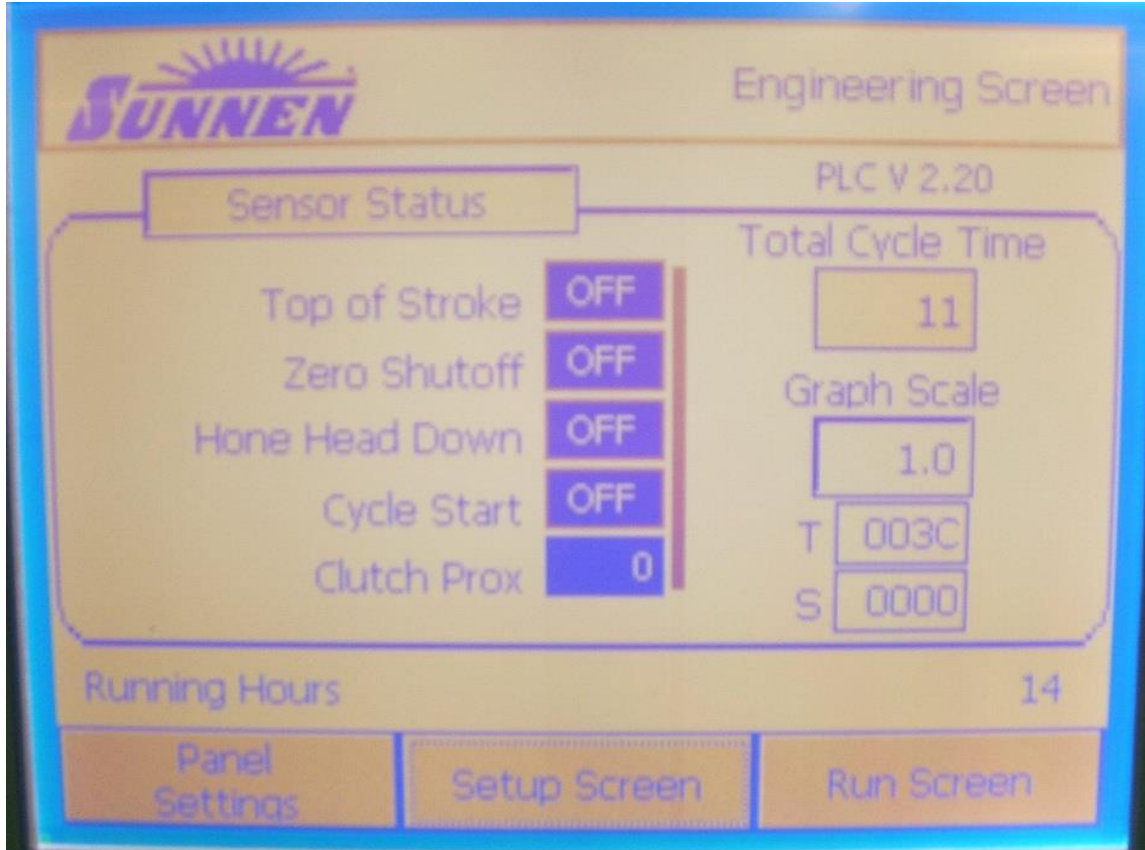 SUNNEN
Engineering Screen
PLC V 2.20
Sensor Status
Total Cycle Time
11
Top of Stroke OFF
Zero Shutoff OFF
Graph Scale
1.0
Hone Head Down OFF
Cycle Start OFF
T 003C
Clutch Prox 0
S 0000
Running Hours 14
Panel
Settings
Setup Screen
Run Screen